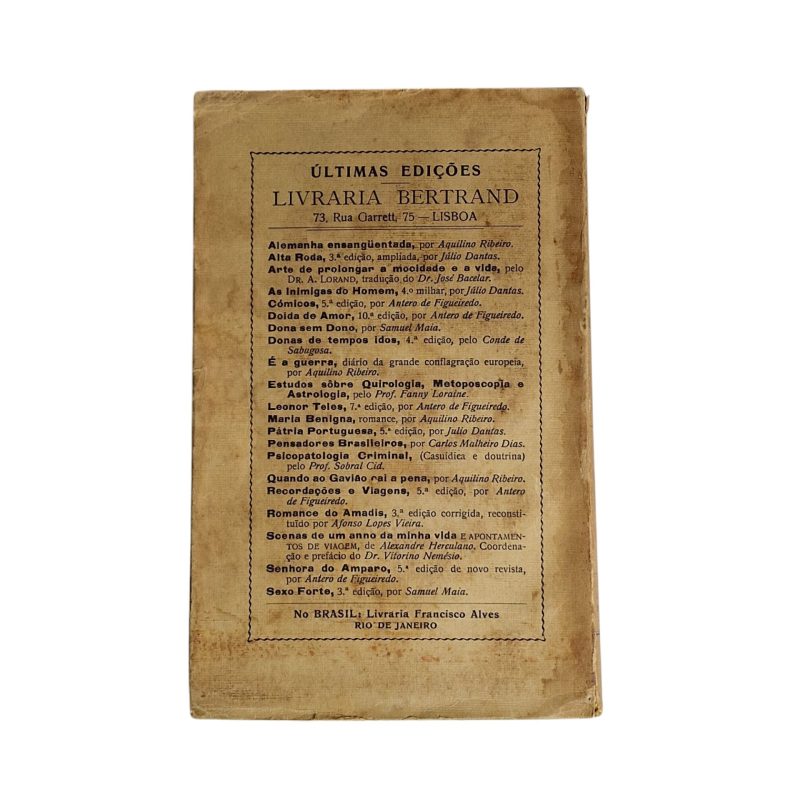 ÚLTIMAS EDIÇÕES
LIVRARIA BERTRAND
73, Rua Garrett, 75 — LISBOA
Alemanha ensangüentada, por Aquilino Ribeiro.
Alta Roda, 3.ª edição, ampliada, por Júlio Dantas.
Arte de prolongar a mocidade e a vida, pelo
DR. A. LORAND, tradução do Dr. José Bacelar.
As Inimigas do Homem, 4.º milhar, por Júlio Dantas.
Cómicos, 5.ª edição, por Antero de Figueiredo.
Doida de Amor, 10.ª edição, por Antero de Figueiredo.
Dona sem Dono, por Samuel Maia.
Donas de tempos idos, 4.ª edição, pelo Conde de
Sabugosa.
É a guerra, diário da grande conflagração europeia,
por Aquilino Ribeiro.
Estudos sôbre Quirologia, Metoposcopia e
Astrologia, pelo Prof. Fanny Loraine.
Leonor Teles, 7.ª edição, por Antero de Figueiredo.
Maria Benigna, romance, por Aquilino Ribeiro.
Pátria Portuguesa, 5.ª edição, por Julio Dantas.
Pensadores Brasileiros, por Carlos Malheiro Dias.
Psicopatologia Criminal, (Casuídica e doutrina)
pelo Prof. Sobral Cid.
Quando ao Gavião cai a pena, por Aquilino Ribeiro.
Recordações e Viagens, 5.ª edição, por Antero
de Figueiredo.
Romance do Amadis, 3.ª edição corrigida, reconsti-
tuído por Afonso Lopes Vieira.
Scenas de um anno da minha vida E APONTAMEN-
TOS DE VIAGEM, de Alexandre Herculano. Coordena-
ção e prefácio do Dr. Vitorino Nemésio.
Senhora do Amparo, 5.ª edição de novo revista,
por Antero de Figueiredo.
Sexo Forte, 3.ª edição, por Samuel Maia.
No BRASIL: Livraria Francisco Alves
RIO DE JANEIRO